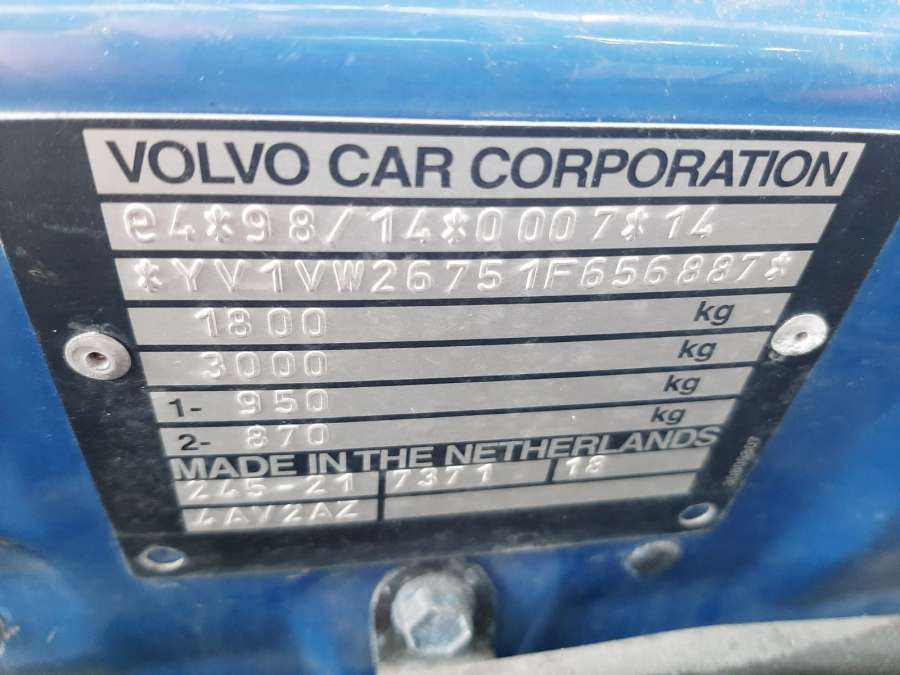 VOLVO CAR CORPORATION
e4*98/14*0007*14
*YV1VW26751F656887*
1800 kg
3000 kg
1- 950 kg
2- 870 kg
MADE IN THE NETHERLANDS
245-21 7371 18
4AV2AZ